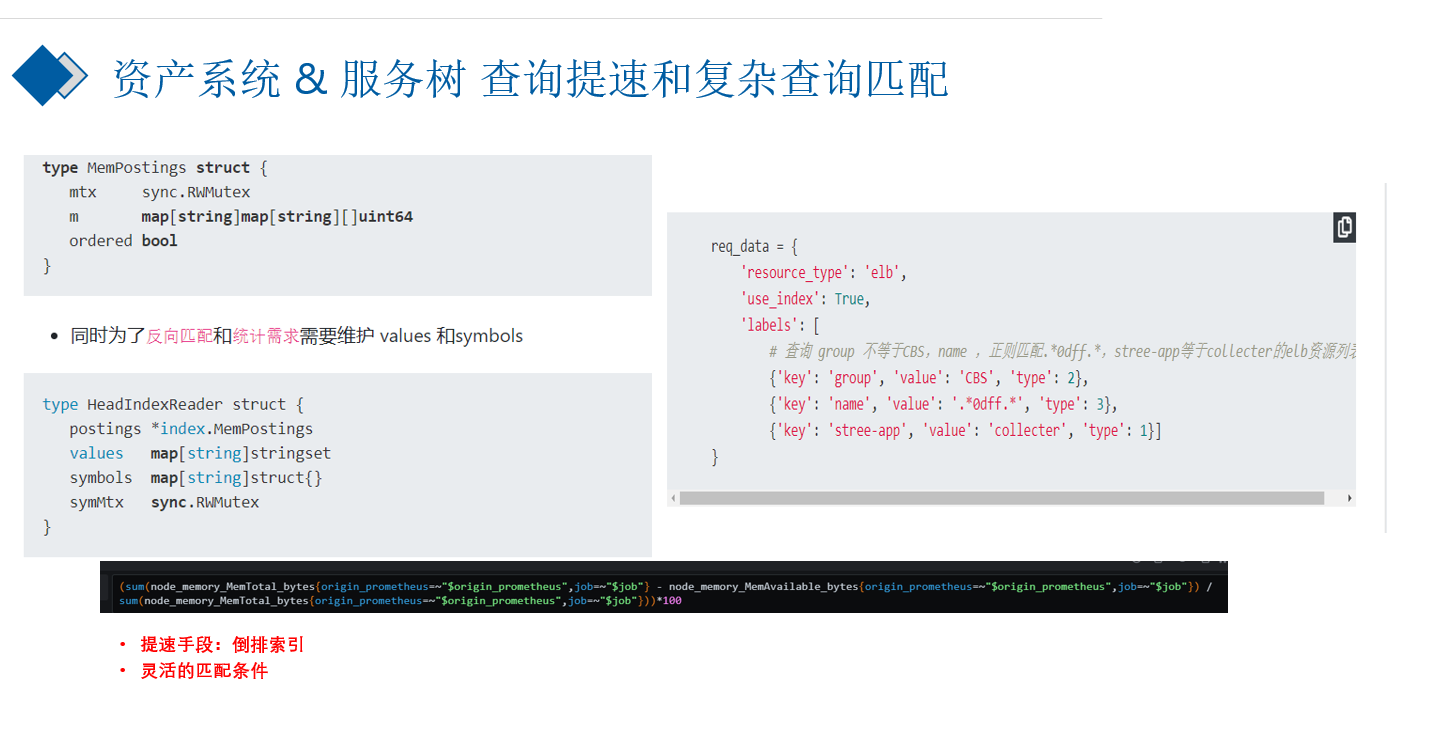 资产系统 & 服务树 查询提速和复杂查询匹配
type MemPostings struct {
mtx sync.RWMutex
m map[string]map[string][]uint64
ordered bool
}
• 同时为了反向匹配和统计需求需要维护 values 和symbols
type HeadIndexReader struct {
postings *index.MemPostings
values map[string]stringset
symbols map[string]struct{}
symMtx sync.RWMutex
}
req_data = {
'resource_type': 'elb',
'use_index': True,
'labels': [
# 查询 group 不等于CBS，name ，正则匹配.*0dff.*，stree-app等于collecter的elb资源列表
{'key': 'group', 'value': 'CBS', 'type': 2},
{'key': 'name', 'value': '.*0dff.*', 'type': 3},
{'key': 'stree-app', 'value': 'collecter', 'type': 1}]
}
(sum(node_memory_MemTotal_bytes{origin_prometheus=~"$origin_prometheus",job=~"$job"} - node_memory_MemAvailable_bytes{origin_prometheus=~"$origin_prometheus",job=~"$job"}) /
sum(node_memory_MemTotal_bytes{origin_prometheus=~"$origin_prometheus",job=~"$job"}))*100
• 提速手段：倒排索引
• 灵活的匹配条件